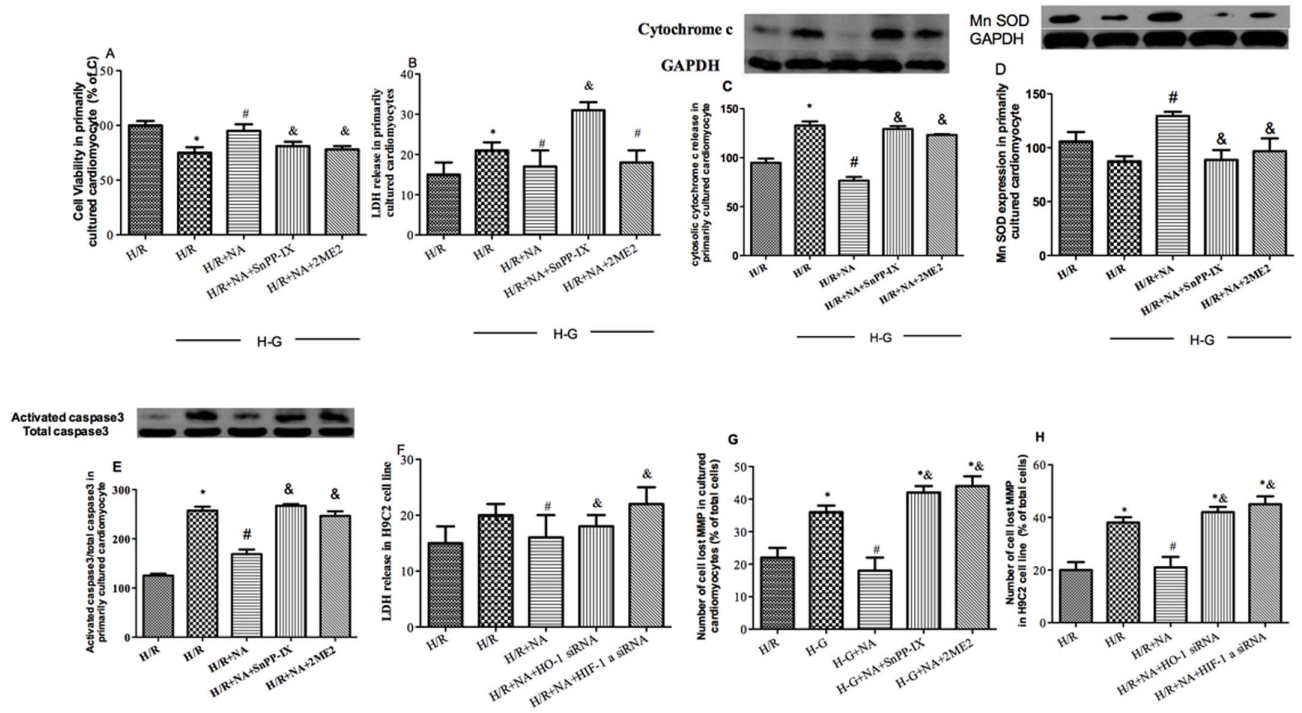 A
Cell Viability in primarily
cultured cardiomyocyte (% of C)
50
00
50
0
*
#
&
&
H/R
H/R
H/R+NA
H/R+NA+SnPP-IX
H/R+NA+2ME2
H-G
B
LDH release in primarily
cultured cardiomyocytes
40
30
20
10
0
*
#
&
#
H/R
H/R
H/R+NA
H/R+NA+SnPP-IX
H/R+NA+2ME2
H-G
Cytochrome c
GAPDH
C
cytosolic cytochrome c release in
primarily cultured cardiomyocyte
150
100
50
0
*
#
&
&
H/R
H/R
H/R+NA
H/R+NA+SnPP-IX
H/R+NA+2ME2
H-G
Mn SOD
GAPDH
D
Mn SOD expression in primarily
cultured cardiomyocyte
150
100
50
0
#
&
&
H/R
H/R
H/R+NA
H/R+NA+SnPP-IX
H/R+NA+2ME2
H-G
Activated caspase3
Total caspase3
E
Activated caspase3/total caspase3 in
primarily cultured cardiomyocyte
300
200
100
0
*
#
&
&
H/R
H/R
H/R+NA
H/R+NA+SnPP-IX
H/R+NA+2ME2
F
LDH release in H9C2 cell line
30
20
10
0
#
&
&
H/R
H/R
H/R+NA
H/R+NA+HO-1 siRNA
H/R+NA+HIF-1 a siRNA
G
Number of cell lost MMP in cultured
cardiomyocytes (% of total cells)
50
40
30
20
10
0
*
#
*&
*&
H/R
H-G
H-G+NA
H-G+NA+SnPP-IX
H-G+NA+2ME2
H
Number of cell lost MMP
in H9C2 cell line (% of total cells)
60
40
20
0
*
#
*&
*&
H/R
H/R
H/R+NA
H/R+NA+HO-1 siRNA
H/R+NA+HIF-1 a siRNA